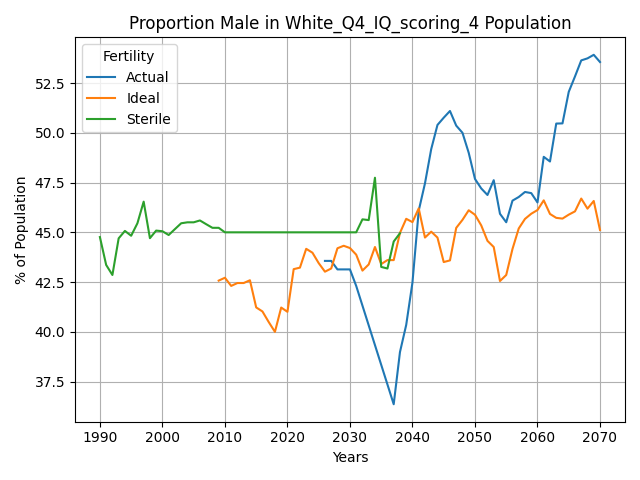 Proportion Male in White_Q4_IQ_scoring_4 Population
Fertility
Actual
Ideal
Sterile
% of Population
52.5
50.0
47.5
45.0
42.5
40.0
37.5
1990 2000 2010 2020 2030 2040 2050 2060 2070
Years